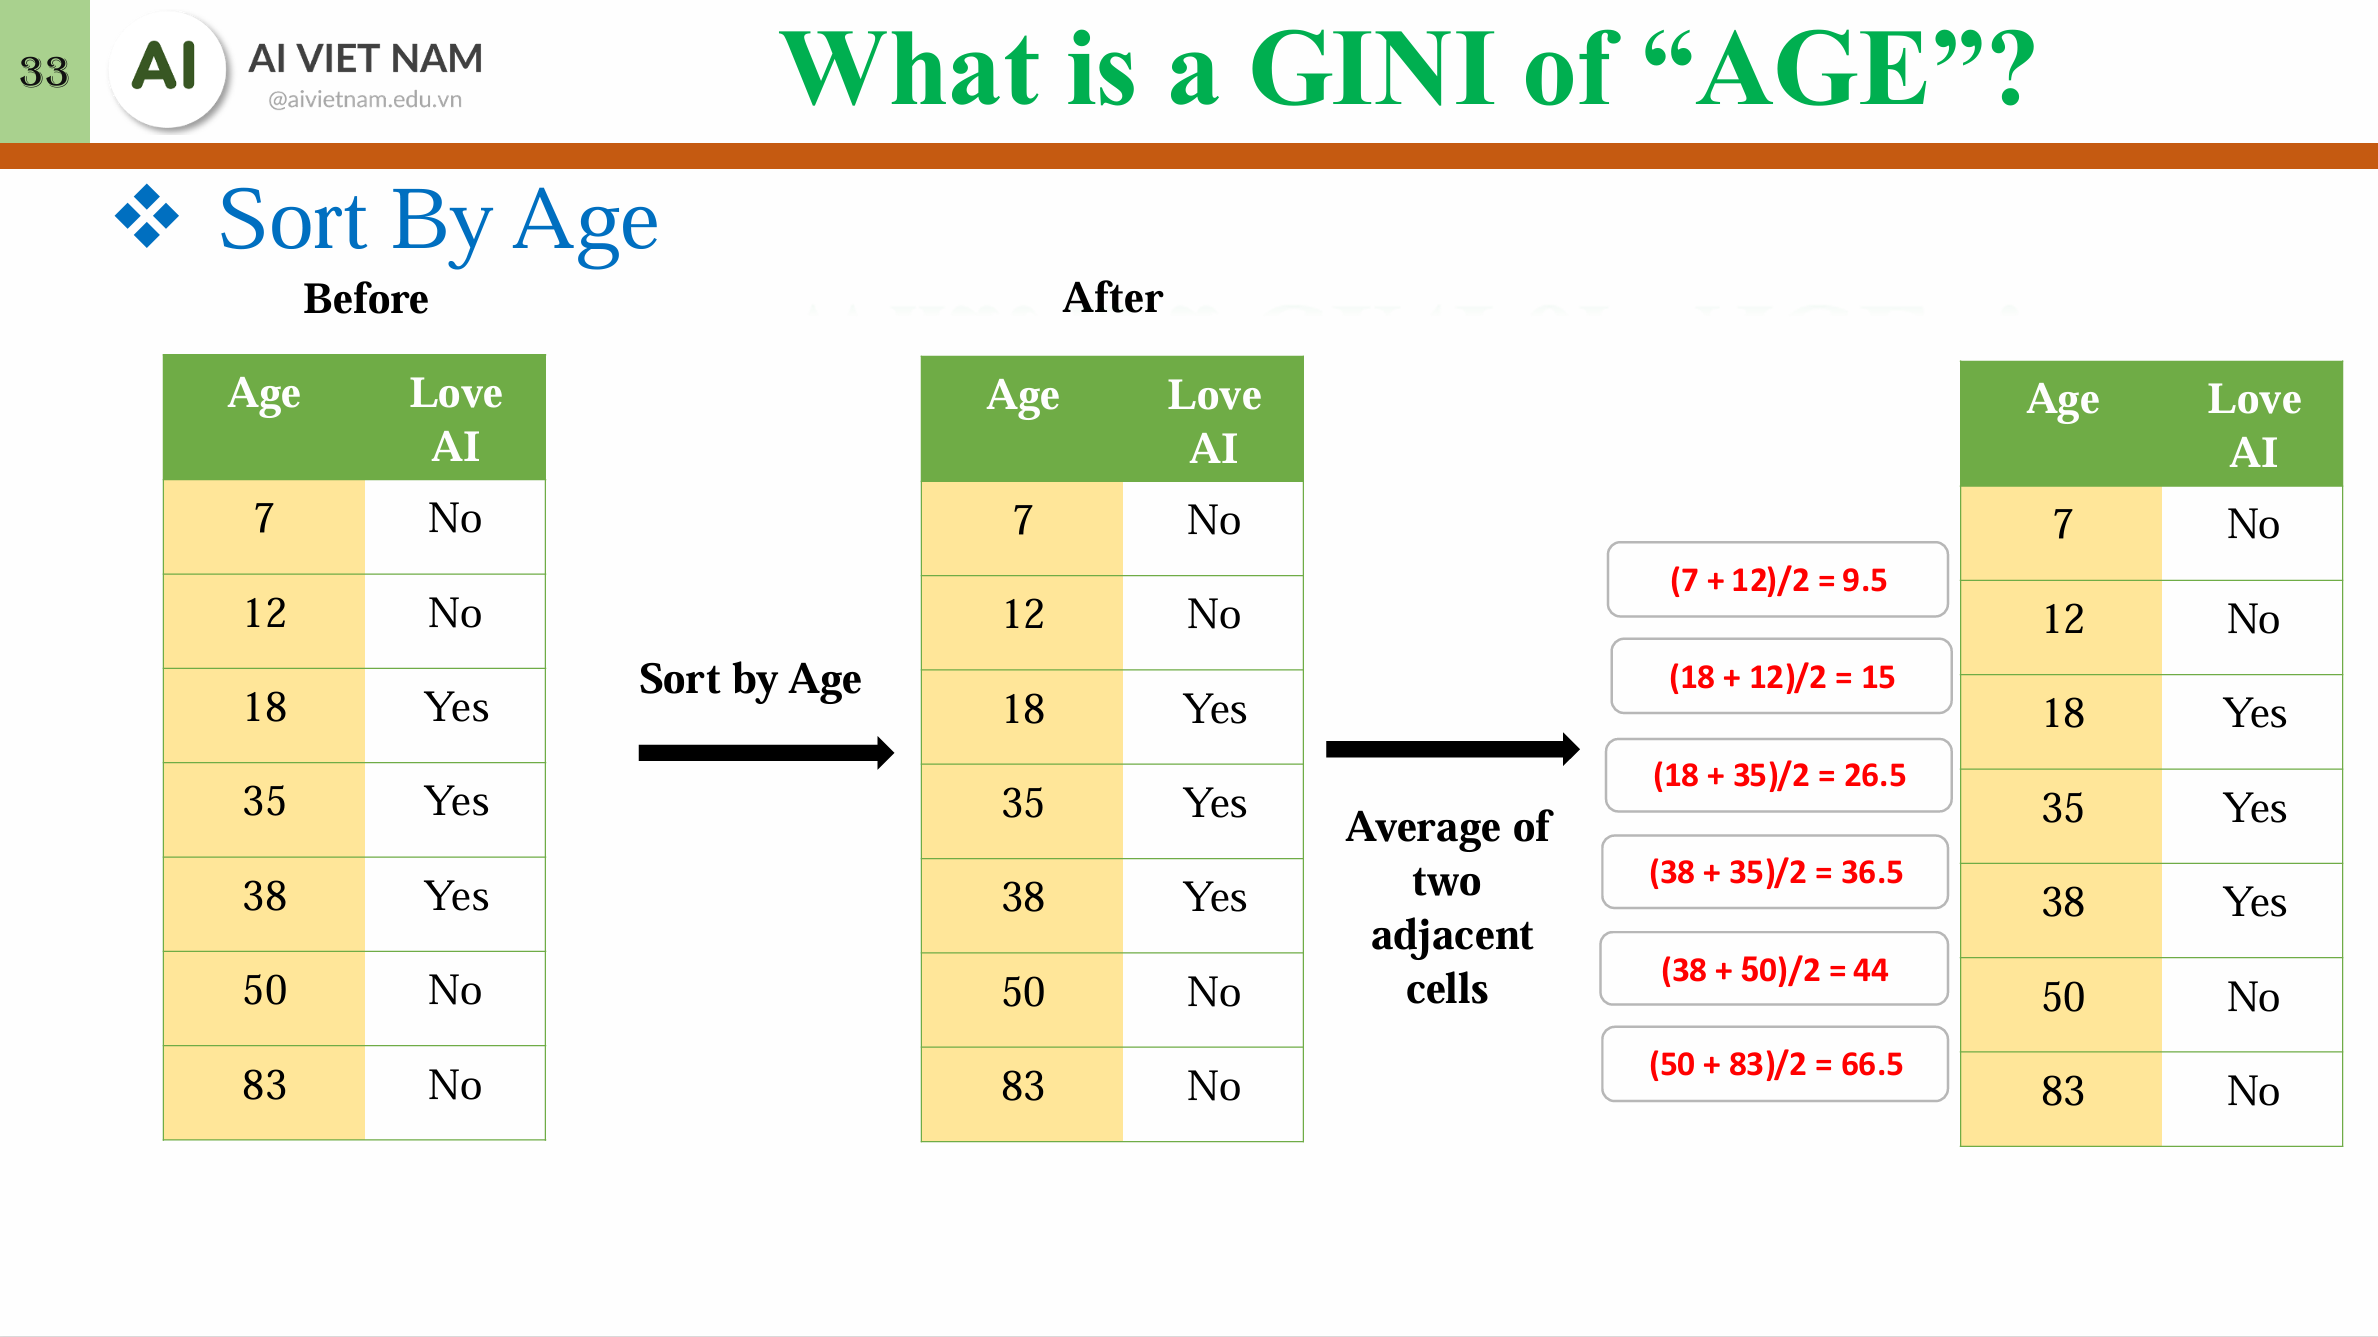 33
AI
AI VIET NAM
@aivietnam.edu.vn
What is a GINI of “AGE”?
❖ Sort By Age
Before
Age Love AI
7 No
12 No
18 Yes
35 Yes
38 Yes
50 No
83 No
Sort by Age
After
Age Love AI
7 No
12 No
18 Yes
35 Yes
38 Yes
50 No
83 No
Average of
two
adjacent
cells
(7 + 12)/2 = 9.5
(18 + 12)/2 = 15
(18 + 35)/2 = 26.5
(38 + 35)/2 = 36.5
(38 + 50)/2 = 44
(50 + 83)/2 = 66.5
Age Love AI
7 No
12 No
18 Yes
35 Yes
38 Yes
50 No
83 No